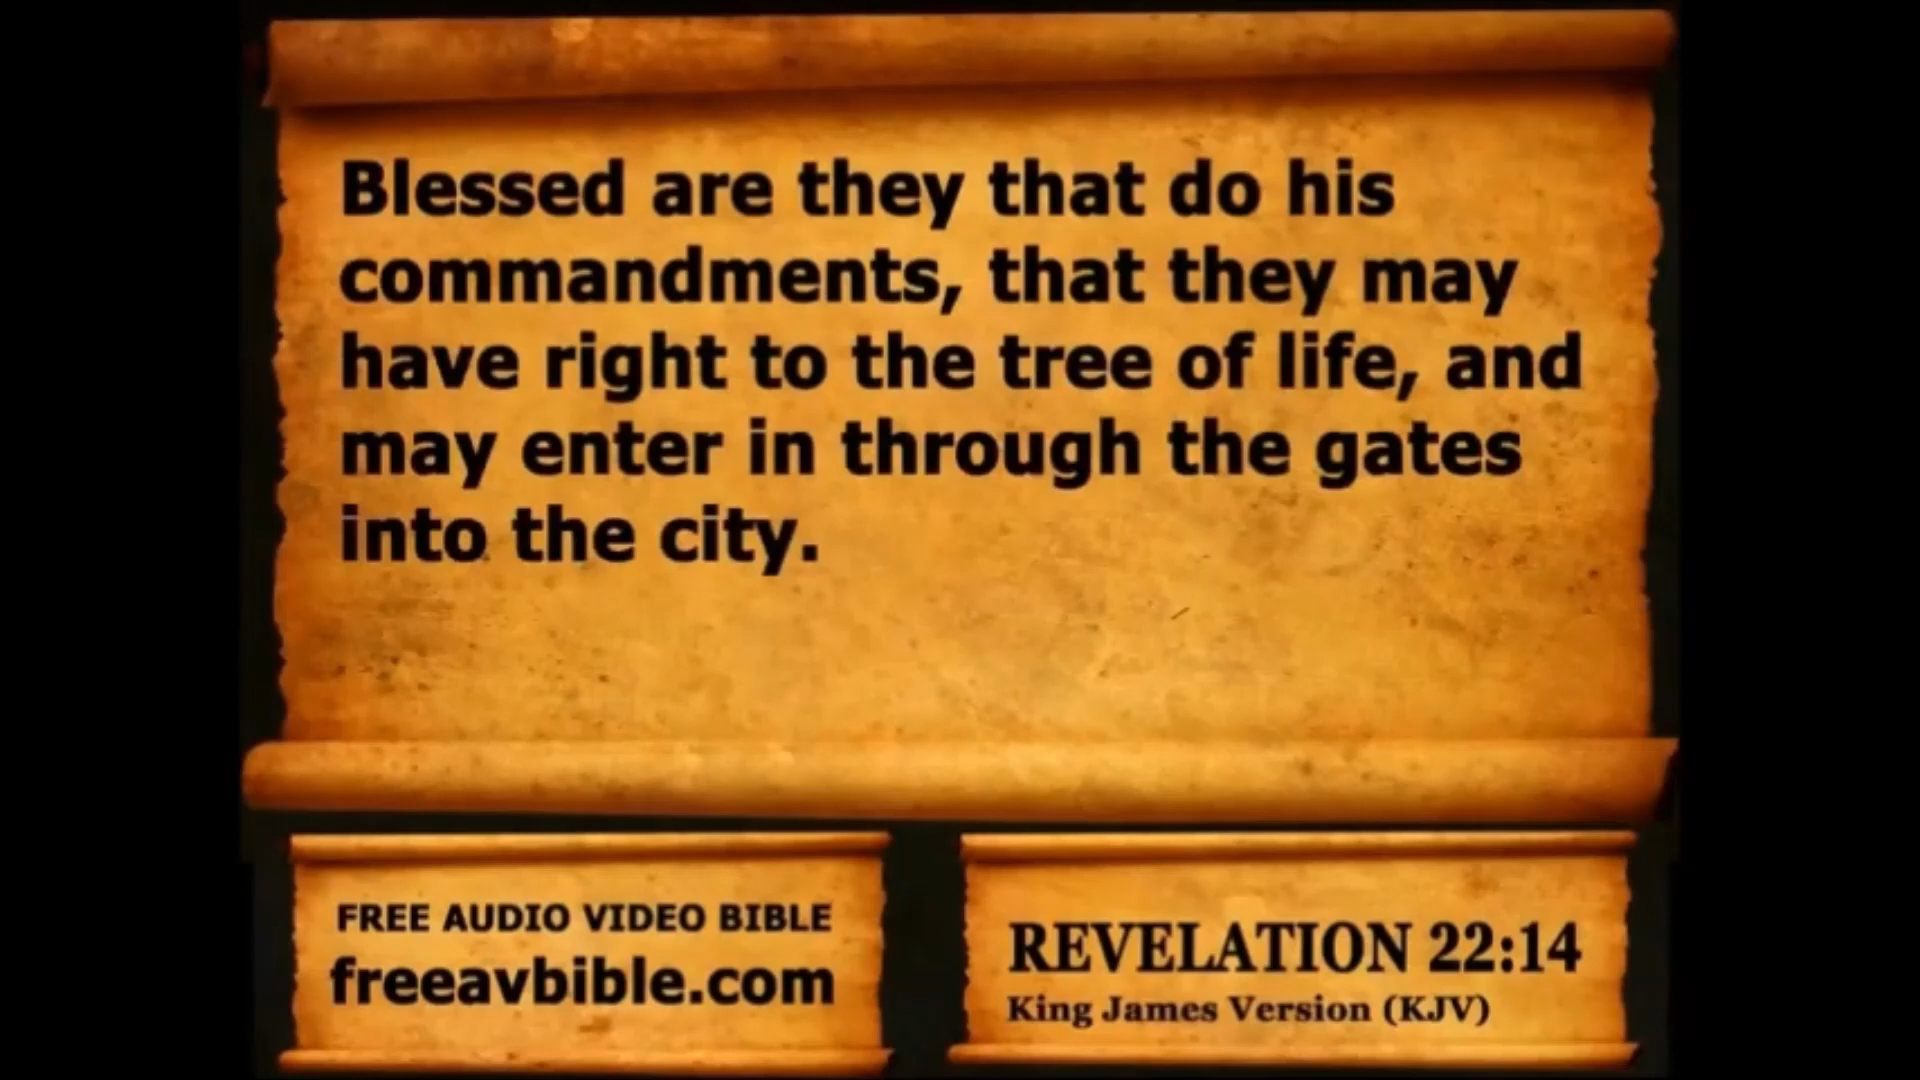 Blessed are they that do his
commandments, that they may
have right to the tree of life, and
may enter in through the gates
into the city.
FREE AUDIO VIDEO BIBLE
freeavbible.com
REVELATION 22:14
King James Version (KJV)